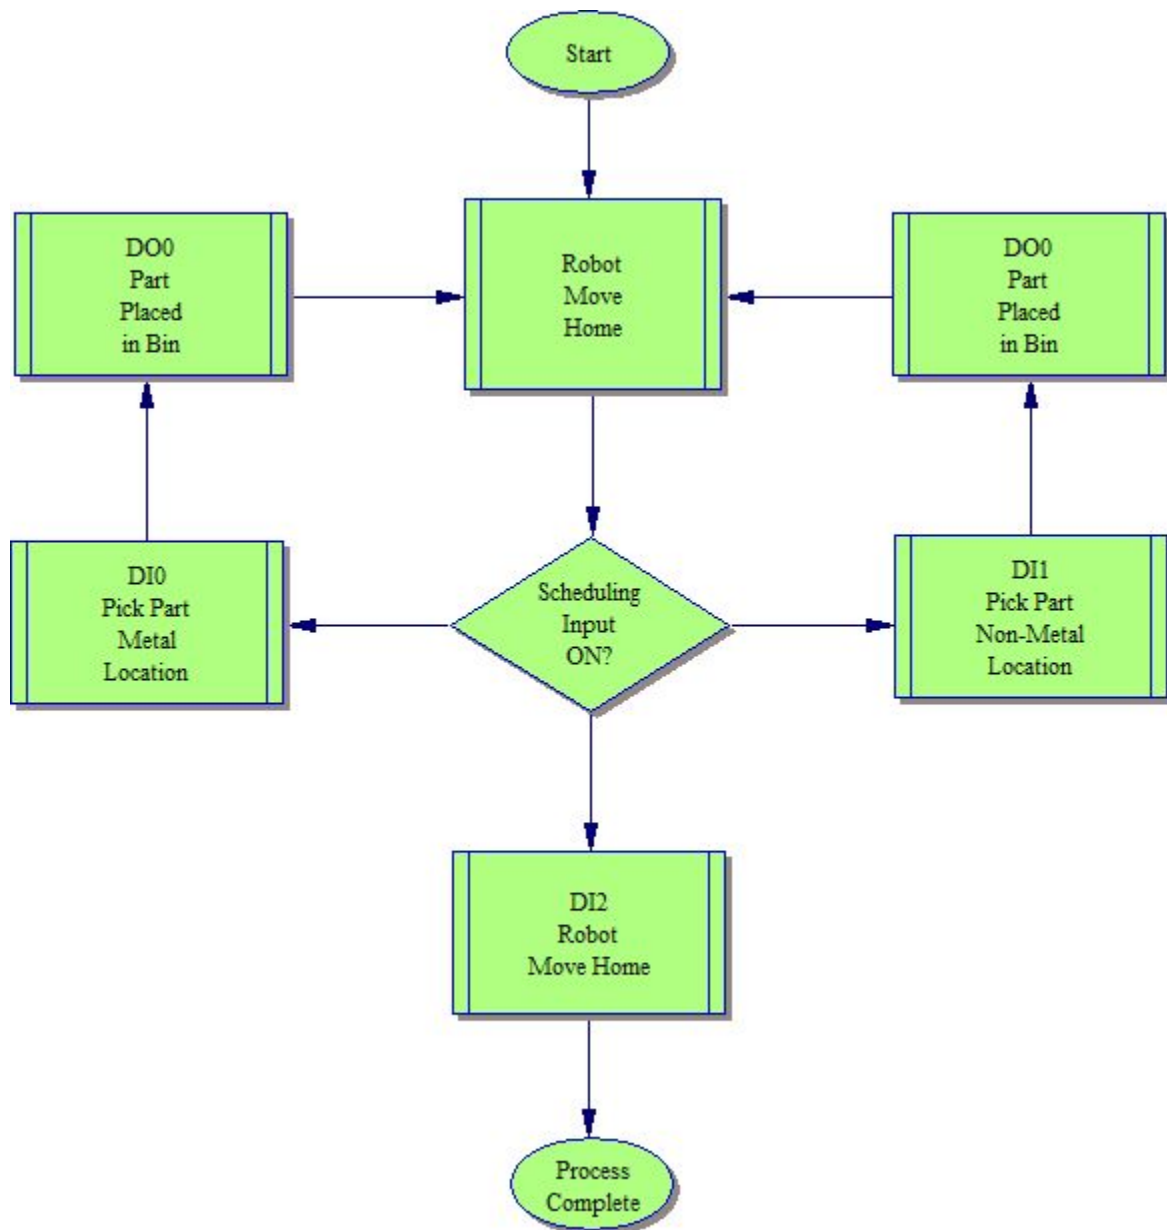 Start
DO0
Part
Placed
in Bin
Robot
Move
Home
DO0
Part
Placed
in Bin
DI0
Pick Part
Metal
Location
Scheduling
Input
ON?
DI1
Pick Part
Non-Metal
Location
DI2
Robot
Move Home
Process
Complete